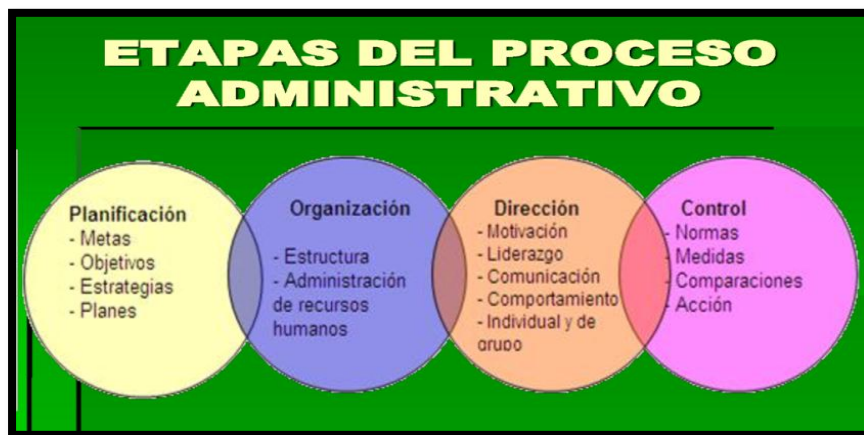 ETAPAS DEL PROCESO
ADMINISTRATIVO
Planificación
- Metas
- Objetivos
- Estrategias
- Planes
Organización
- Estructura
- Administración
de recursos
humanos
Dirección
- Motivación
- Liderazgo
- Comunicación
- Comportamiento
- Individual y de
grupo
Control
- Normas
- Medidas
- Comparaciones
- Acción